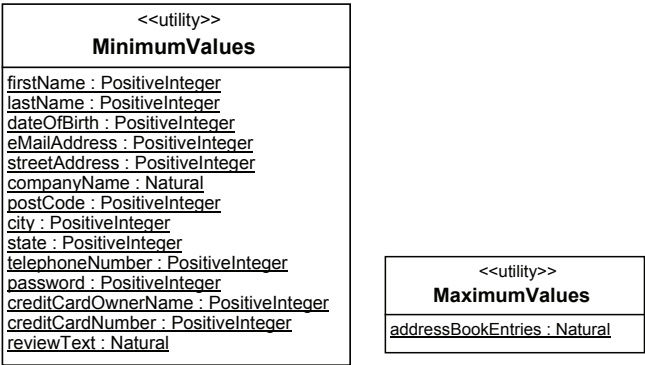 <<utility>>
MinimumValues
firstName : PositiveInteger
lastName : PositiveInteger
dateOfBirth : PositiveInteger
eMailAddress : PositiveInteger
streetAddress : PositiveInteger
companyName : Natural
postCode : PositiveInteger
city : PositiveInteger
state : PositiveInteger
telephoneNumber : PositiveInteger
password : PositiveInteger
creditCardOwnerName : PositiveInteger
creditCardNumber : PositiveInteger
reviewText : Natural
<<utility>>
MaximumValues
addressBookEntries : Natural